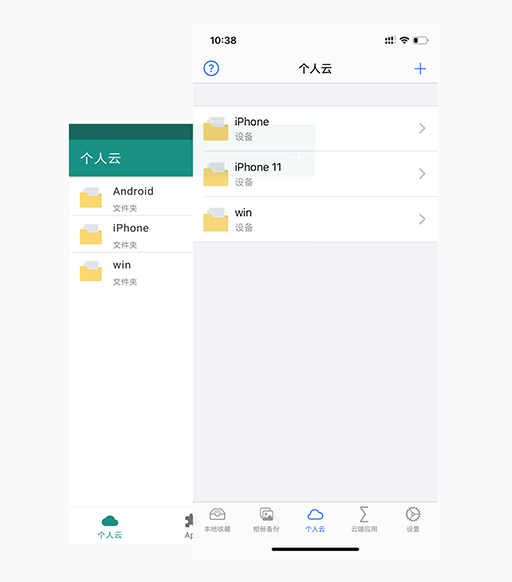 10:38
个人云
iPhone
设备
iPhone 11
设备
win
设备
本地收藏
相册备份
个人云
云端应用
设置
个人云
Android
文件夹
iPhone
文件夹
win
文件夹
个人云
Ap